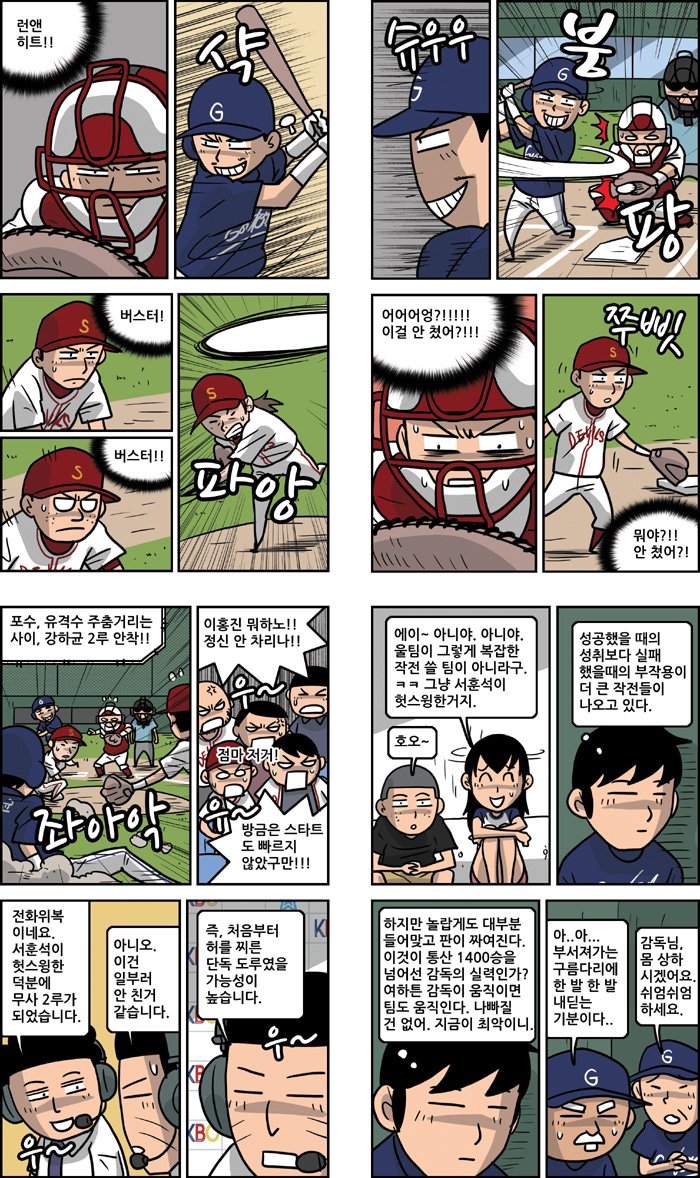 런앤
히트!!
샥
G
버스터!
S
버스터!!
S
파앙
슈우우
붕
G
팡
어어어엉?!!!!!
이걸 안 쳤어?!!!
쭈삣
S
DEVILS
뭐야?!!
안 쳤어?!
포수, 유격수 주춤거리는
사이, 강하균 2루 안착!!
좌아악
이홍진 뭐하노!!
정신 안 차리나!!
우~
점마 저거!
우~
방금은 스타트
도 빠르지
않았구만!!!
전화위복
이네요.
서훈석이
헛스윙한
덕분에
무사 2루가
되었습니다.
아니오.
이건
일부러
안 친거
같습니다.
우~
즉, 처음부터
허를 찌른
단독 도루였을
가능성이
높습니다.
우~
KBO
에이~ 아니야. 아니야.
울팀이 그렇게 복잡한
작전 쓸 팀이 아니라구.
ㅋㅋ 그냥 서훈석이
헛스윙한거지.
호오~
성공했을 때의
성취보다 실패
했을때의 부작용이
더 큰 작전들이
나오고 있다.
하지만 놀랍게도 대부분
들어맞고 판이 짜여진다.
이것이 통산 1400승을
넘어선 감독의 실력인가?
여하튼 감독이 움직이면
팀도 움직인다. 나빠질
건 없어. 지금이 최악이니.
아..아...
부서져가는
구름다리에
한 발 한 발
내딛는
기분이다..
감독님,
몸 상하
시겠어요.
쉬엄쉬엄
하세요.
G
G